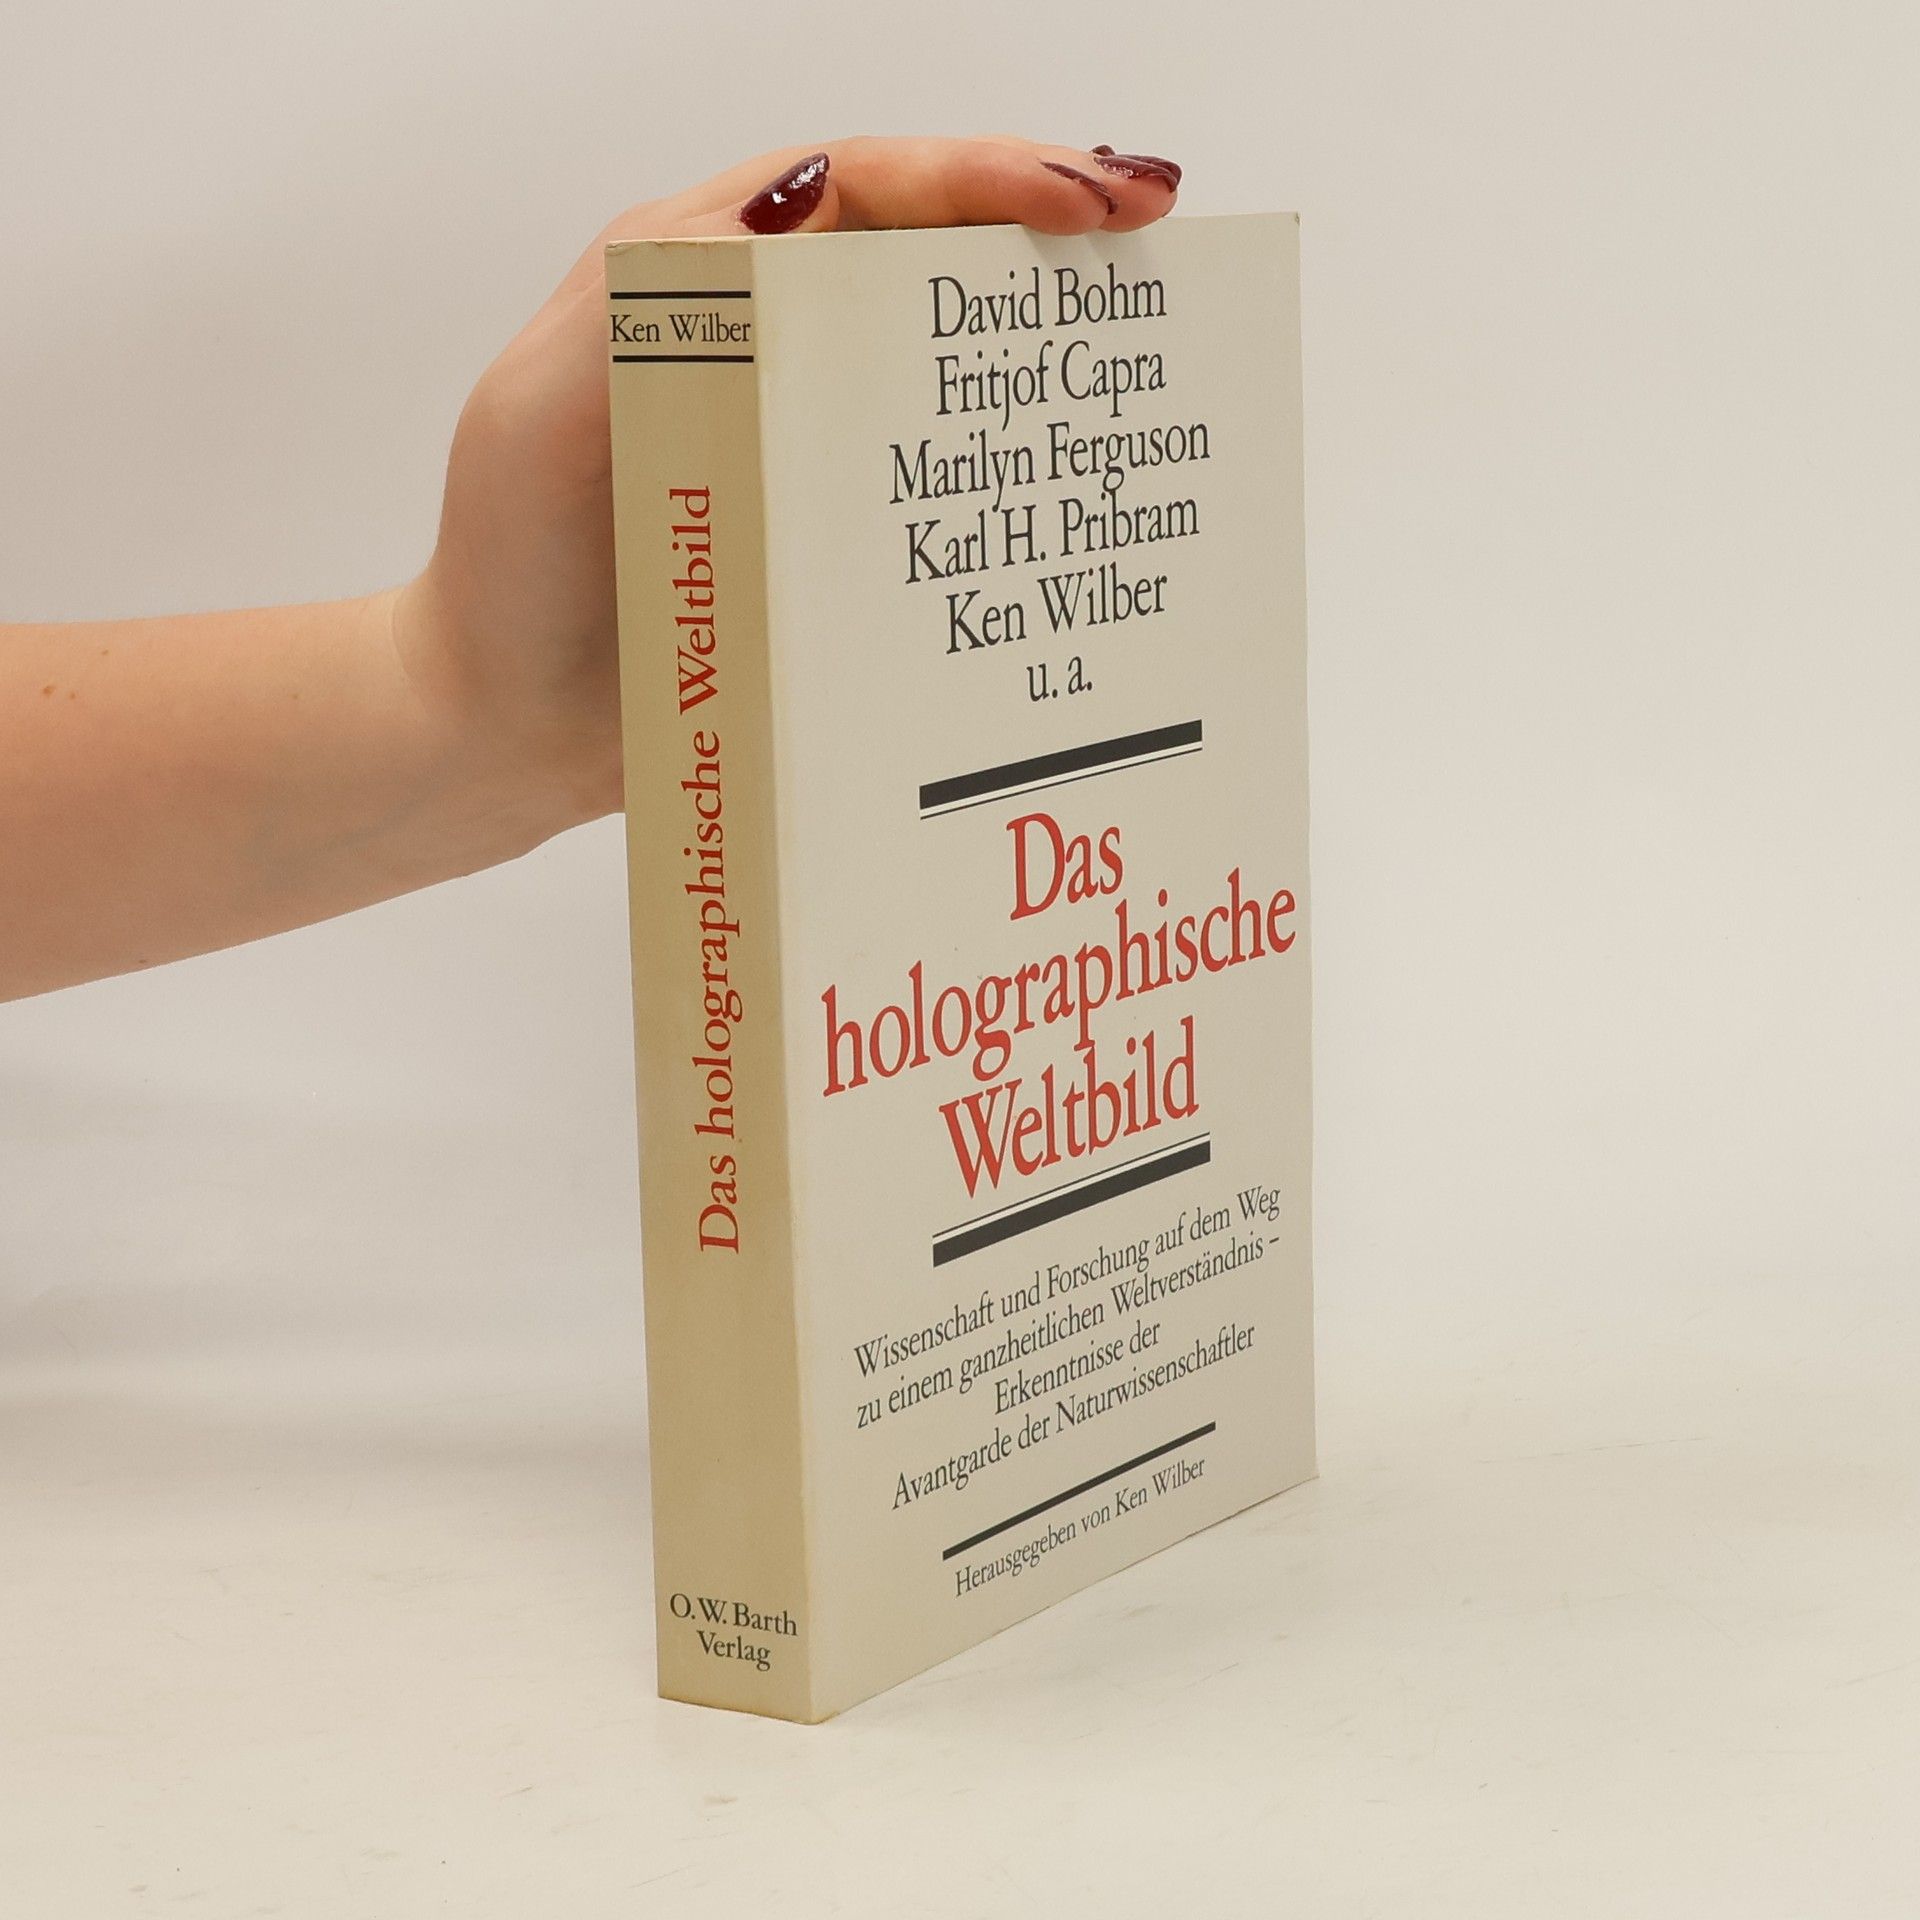 Ken Wilber
Das holographische Weltbild
O.W. Barth
Verlag
David Bohm
Fritjof Capra
Marilyn Ferguson
Karl H. Pribram
Ken Wilber
u. a.
Das
holographische
Weltbild
Wissenschaft und Forschung auf dem Weg
zu einem ganzheitlichen Weltverständnis –
Erkenntnisse der
Avantgarde der Naturwissenschaftler
Herausgegeben von Ken Wilber